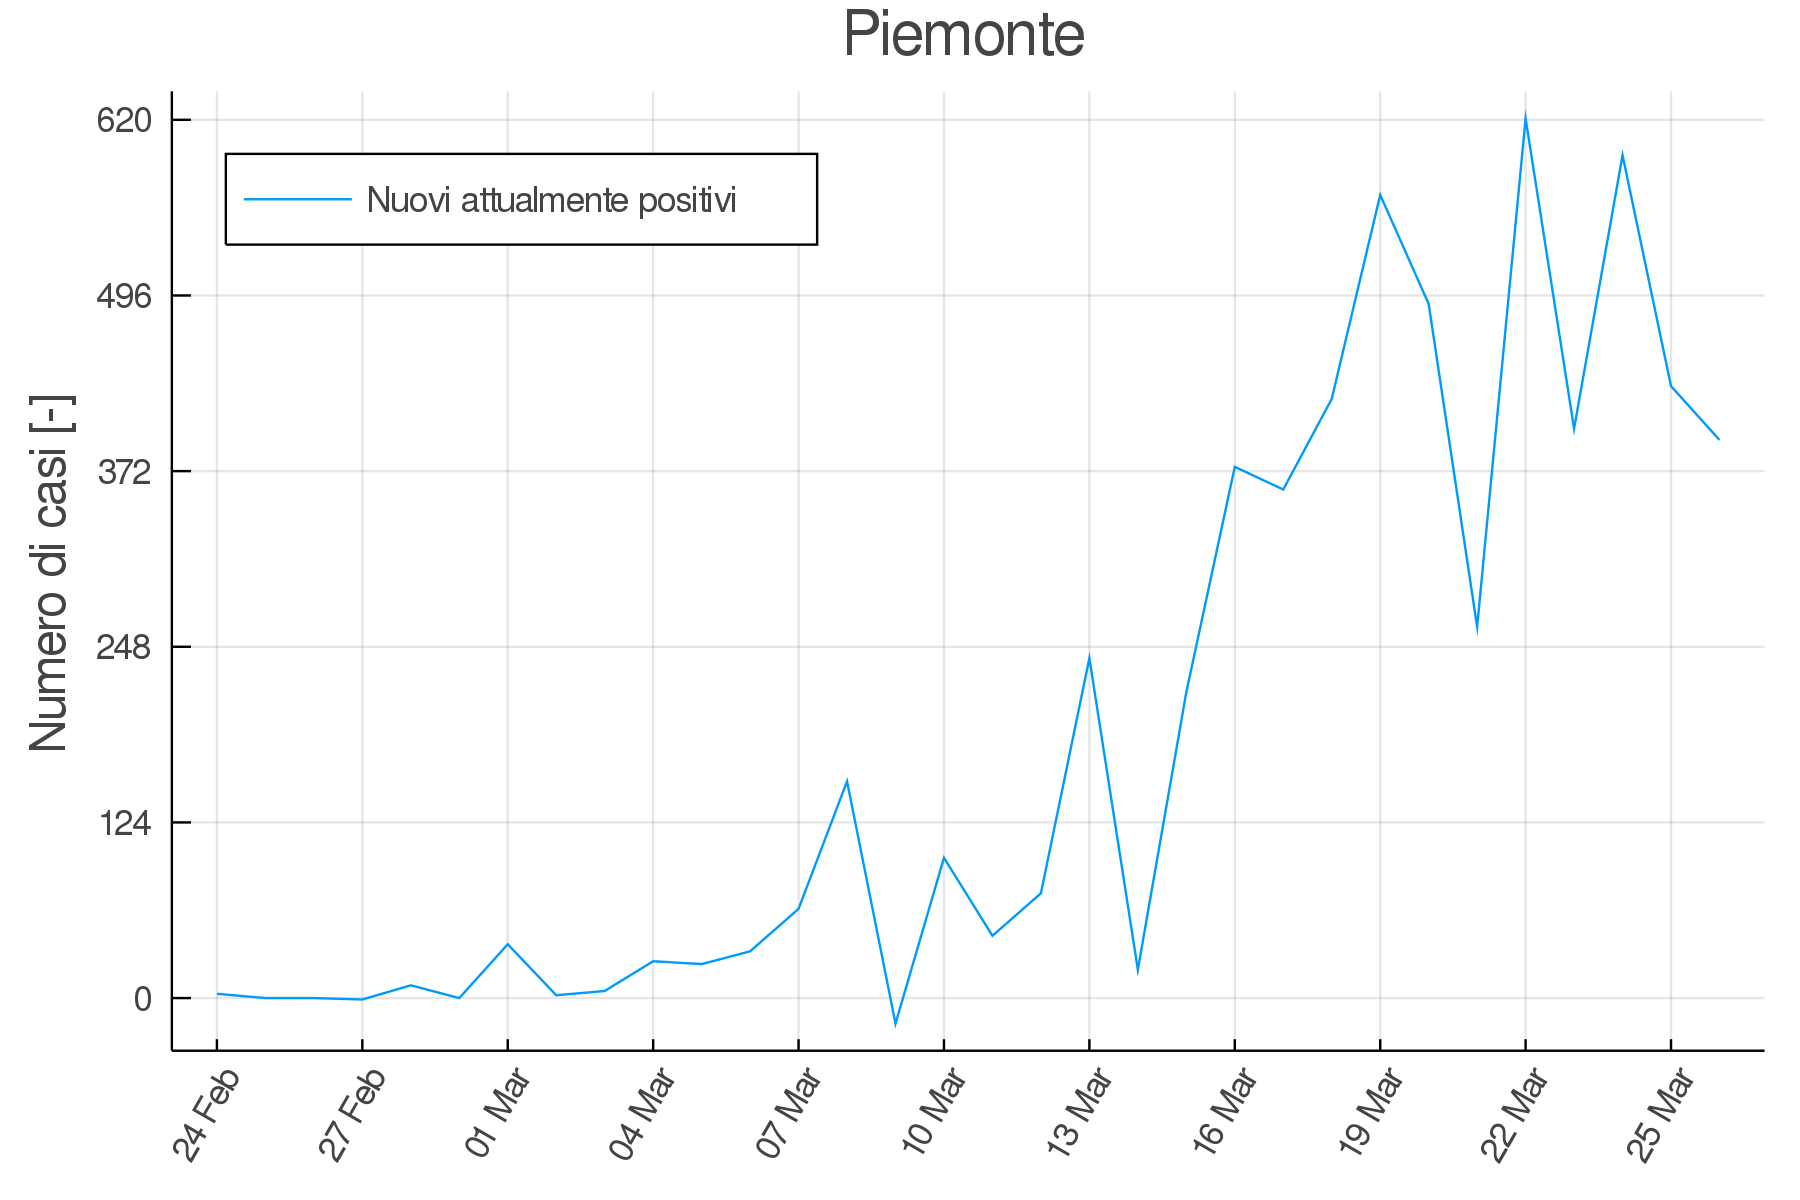 Piemonte
Nuovi attualmente positivi
Numero di casi [-]
620
496
372
248
124
0
24 Feb
27 Feb
01 Mar
04 Mar
07 Mar
10 Mar
13 Mar
16 Mar
19 Mar
22 Mar
25 Mar